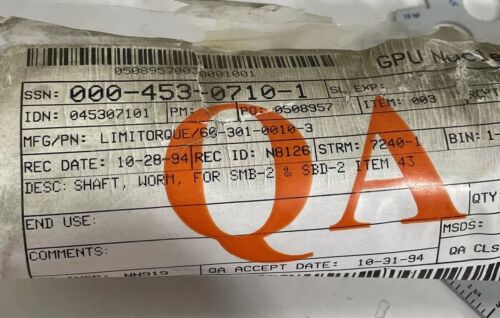 GPU Nucle
05089570030001001
SSN: 000-453-0710-1 SL EXP:
IDN: 045307101 PM: PO: 0508957 ITEM: 003
MFG/PN: LIMITORQUE/60-301-0010-3
REC DATE: 10-28-94 REC ID: N8126 STRM: 7240-1 BIN: 1
DESC: SHAFT, WORM, FOR SMB-2 & SBD-2 ITEM 43
QA
END USE: QTY
COMMENTS: MSDS:
NN919 QA ACCEPT DATE: 10-31-94 QA CLS